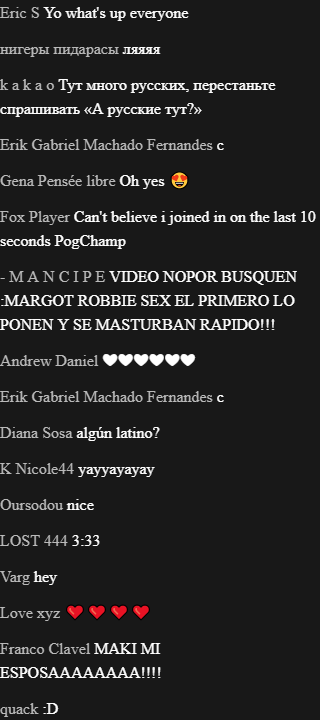 Eric S Yo what's up everyone
нигеры пидарасы ляяяя
k a k a o Тут много русских, перестаньте
спрашивать «А русские тут?»
Erik Gabriel Machado Fernandes c
Gena Pensée libre Oh yes 😍
Fox Player Can't believe i joined in on the last 10
seconds PogChamp
- M A N C I P E VIDEO NOPOR BUSQUEN
:MARGOT ROBBIE SEX EL PRIMERO LO
PONEN Y SE MASTURBAN RAPIDO!!!
Andrew Daniel 🤍🤍🤍🤍🤍🤍
Erik Gabriel Machado Fernandes c
Diana Sosa algún latino?
K Nicole44 yayyayayay
Oursodou nice
LOST 444 3:33
Varg hey
Love xyz ❤️❤️❤️❤️
Franco Clavel MAKI MI
ESPOSAAAAAAAA!!!!
quack :D